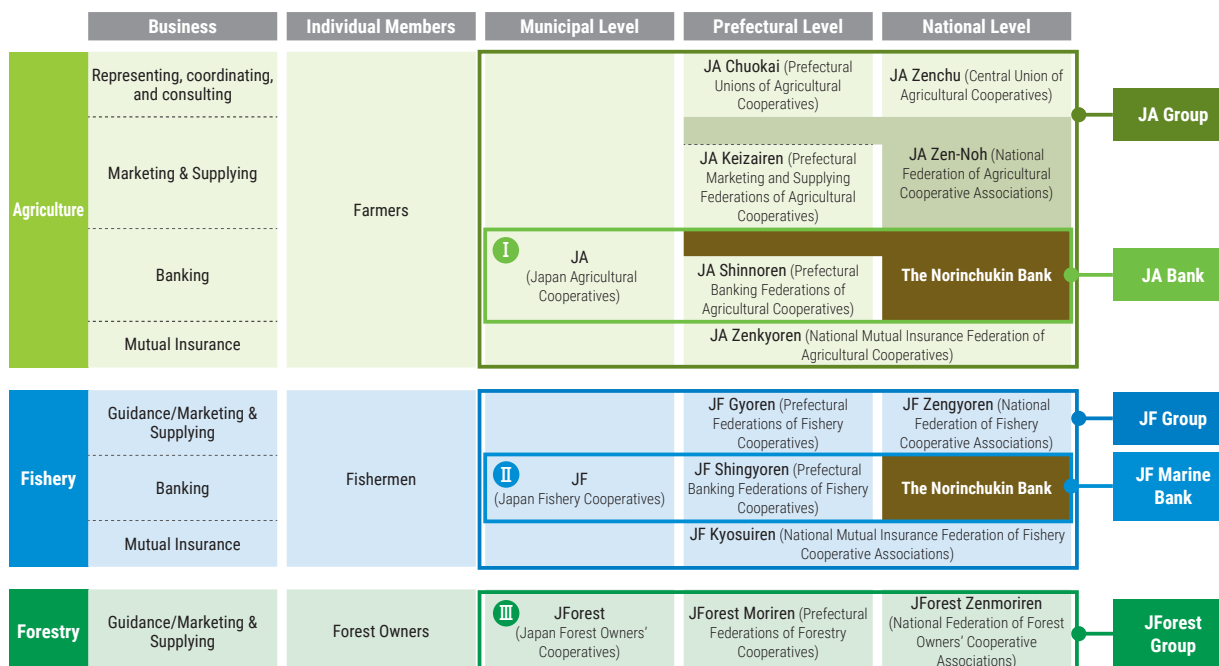 Business
Individual Members
Municipal Level
Prefectural Level
National Level
Agriculture
Representing, coordinating,
and consulting
Marketing & Supplying
Banking
Mutual Insurance
Farmers
I
JA
(Japan Agricultural
Cooperatives)
JA Chuokai (Prefectural
Unions of Agricultural
Cooperatives)
JA Zenchu (Central Union of
Agricultural Cooperatives)
JA Keizairen (Prefectural
Marketing and Supplying
Federations of Agricultural
Cooperatives)
JA Zen-Noh (National
Federation of Agricultural
Cooperative Associations)
JA Shinnoren (Prefectural
Banking Federations of
Agricultural Cooperatives)
The Norinchukin Bank
JA Zenkyoren (National Mutual Insurance Federation of
Agricultural Cooperatives)
JA Group
JA Bank
Fishery
Guidance/Marketing &
Supplying
Banking
Mutual Insurance
Fishermen
II
JF
(Japan Fishery Cooperatives)
JF Gyoren (Prefectural
Federations of Fishery
Cooperatives)
JF Zengyoren (National
Federation of Fishery
Cooperative Associations)
JF Shingyoren (Prefectural
Banking Federations of Fishery
Cooperatives)
The Norinchukin Bank
JF Kyosuiren (National Mutual Insurance Federation of Fishery
Cooperative Associations)
JF Group
JF Marine
Bank
Forestry
Guidance/Marketing &
Supplying
Forest Owners
III
JForest
(Japan Forest Owners'
Cooperatives)
JForest Moriren (Prefectural
Federations of Forestry
Cooperatives)
JForest Zenmoriren
(National Federation of Forest
Owners' Cooperative
Associations)
JForest
Group